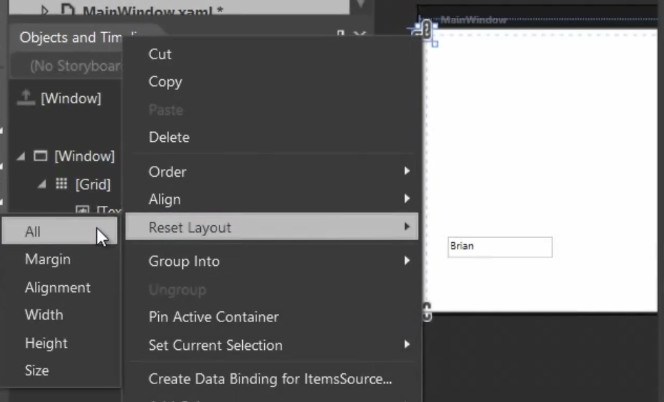 MainWindow.xaml*
MainWindow
Objects and
(No Storyboar
[Window]
[Window]
[Grid]
Cut
Copy
Paste
Delete
Order
Align
Reset Layout
Group Into
Ungroup
Pin Active Container
Set Current Selection
Create Data Binding for ItemsSource...
All
Margin
Alignment
Width
Height
Size
Brian